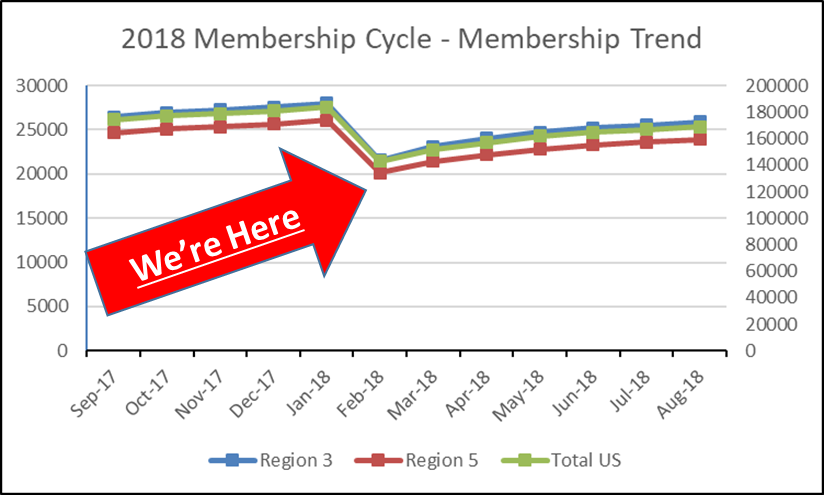 2018 Membership Cycle - Membership Trend
30000
25000
20000
15000
10000
5000
0
200000
180000
160000
140000
120000
100000
80000
60000
40000
20000
0
We're Here
Sep-17
Oct-17
Nov-17
Dec-17
Jan-18
Feb-18
Mar-18
Apr-18
May-18
Jun-18
Jul-18
Aug-18
Region 3
Region 5
Total US